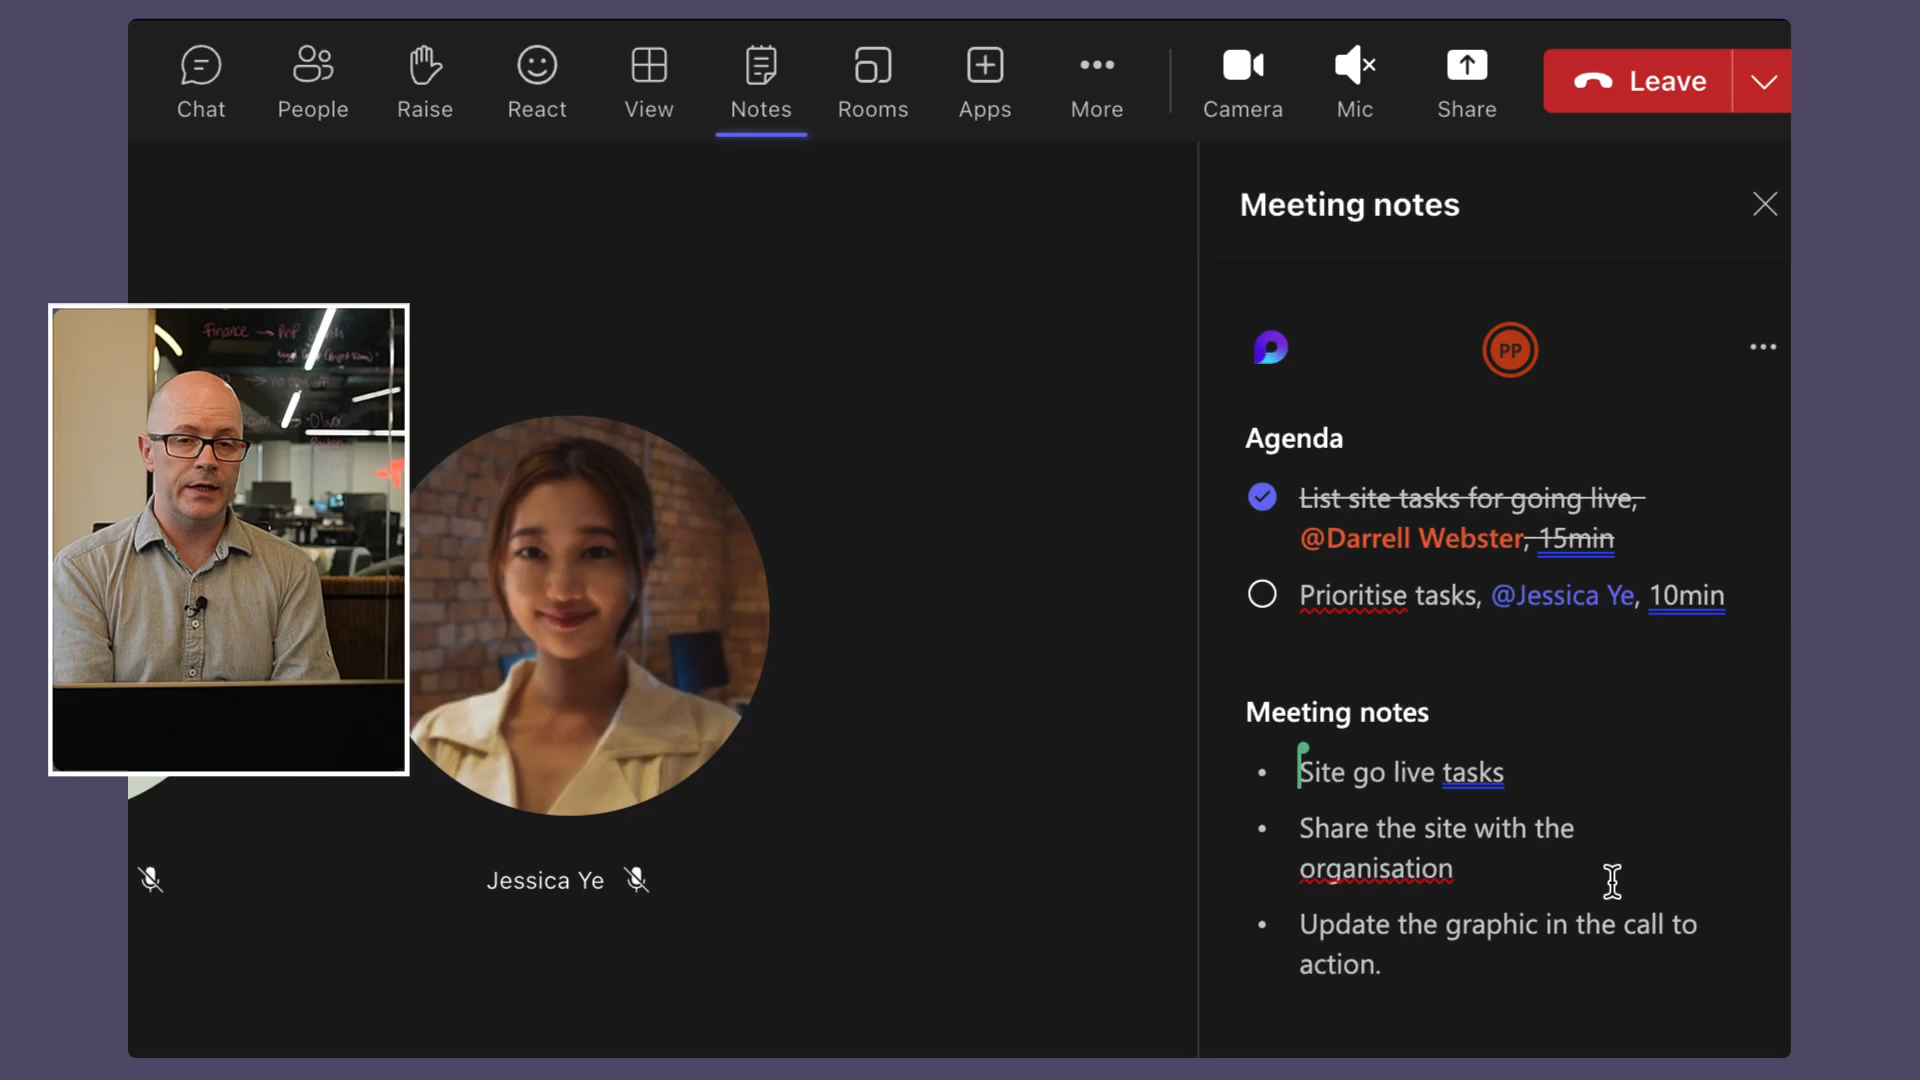 Chat People Raise React View Notes Rooms Apps More Camera Mic Share Leave
Meeting notes
PP
Finance → PnP
Agenda
List site tasks for going live,
@Darrell Webster, 15min
Prioritise tasks, @Jessica Ye, 10min
Meeting notes
• Site go live tasks
• Share the site with the
organisation
• Update the graphic in the call to
action.
Jessica Ye